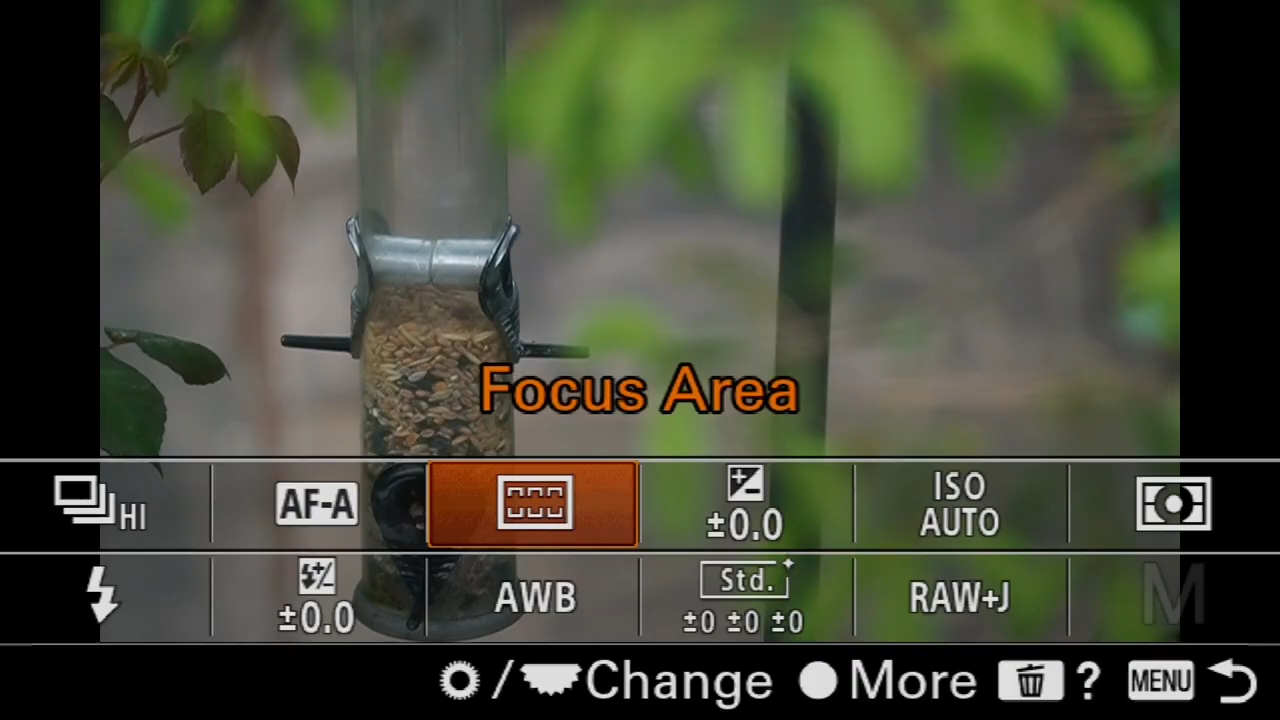 Focus Area
HI
AF-A
±0.0
ISO
AUTO
±0.0
AWB
Std.
±0 ±0 ±0
RAW+J
M
/ Change More ? MENU